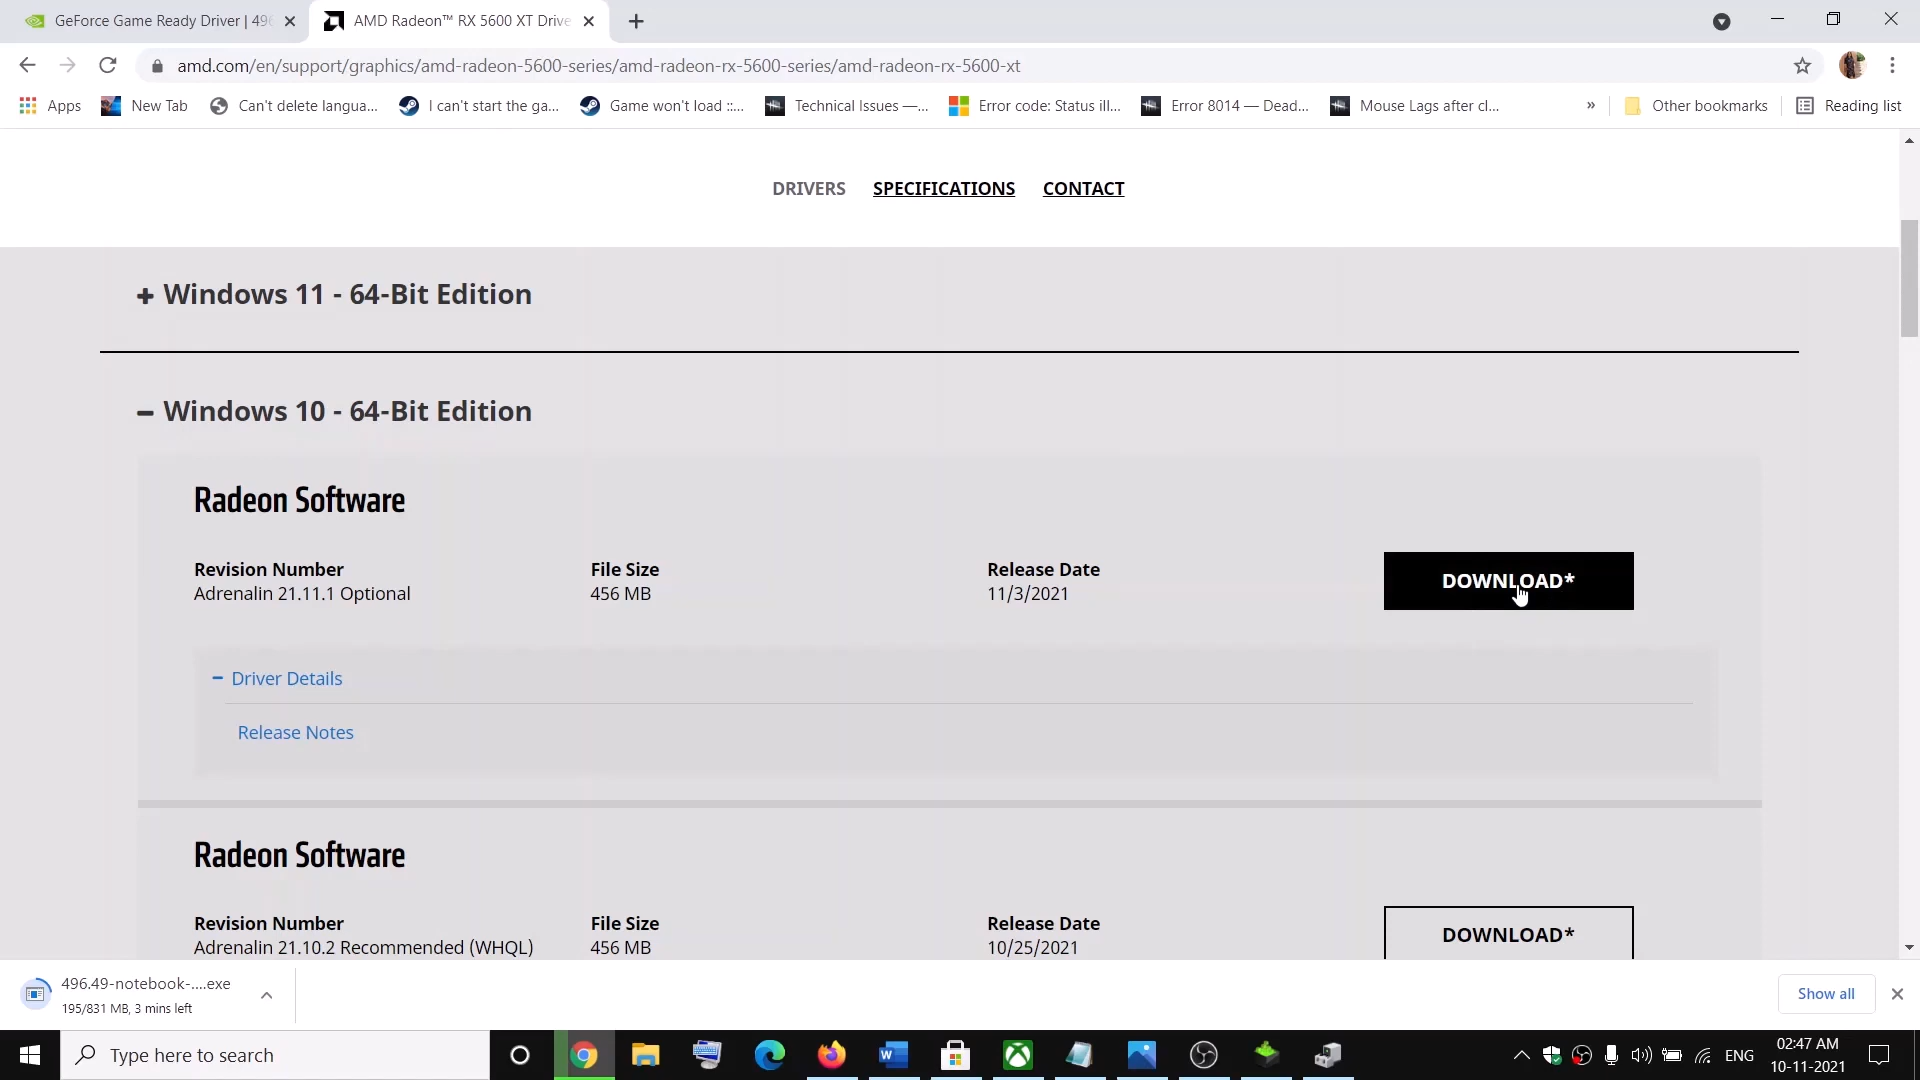 GeForce Game Ready Driver | 496
AMD Radeon™ RX 5600 XT Drive
amd.com/en/support/graphics/amd-radeon-5600-series/amd-radeon-rx-5600-series/amd-radeon-rx-5600-xt
Apps
New Tab
Can't delete langua...
I can't start the ga...
Game won't load ::...
Technical Issues —...
Error code: Status ill...
Error 8014 — Dead...
Mouse Lags after cl...
»
Other bookmarks
Reading list
DRIVERS SPECIFICATIONS CONTACT
+ Windows 11 - 64-Bit Edition
− Windows 10 - 64-Bit Edition
Radeon Software
Revision Number File Size Release Date
Adrenalin 21.11.1 Optional 456 MB 11/3/2021
DOWNLOAD*
− Driver Details
Release Notes
Radeon Software
Revision Number File Size Release Date
Adrenalin 21.10.2 Recommended (WHQL) 456 MB 10/25/2021
DOWNLOAD*
496.49-notebook-....exe
195/831 MB, 3 mins left
Show all
Type here to search
ENG
02:47 AM
10-11-2021